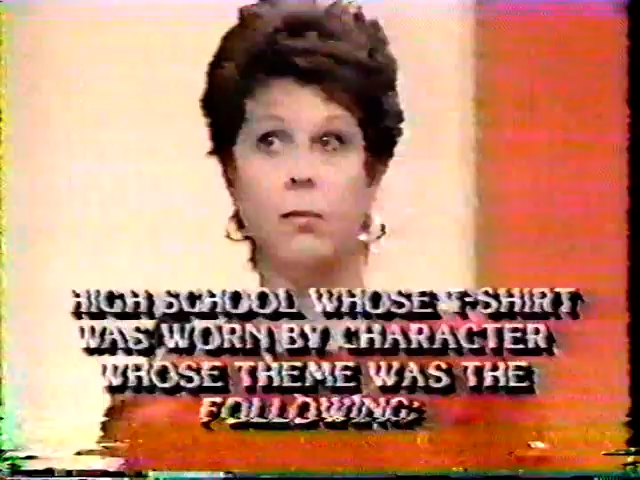 HIGH SCHOOL WHOSE T-SHIRT
WAS WORN BY CHARACTER
WHOSE THEME WAS THE
FOLLOWING: